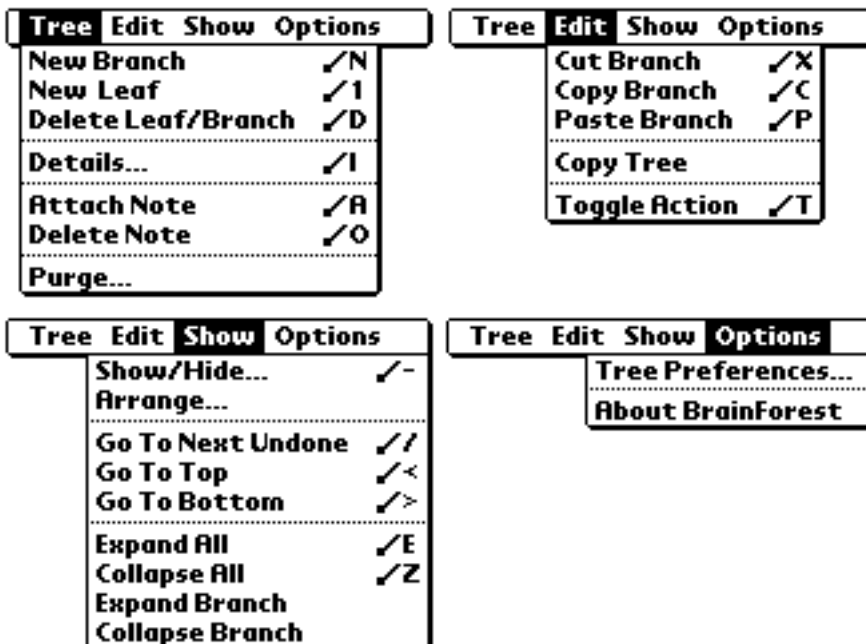 Tree Edit Show Options
New Branch /N
New Leaf /1
Delete Leaf/Branch /D
Details... /I
Attach Note /A
Delete Note /O
Purge...
Tree Edit Show Options
Cut Branch /X
Copy Branch /C
Paste Branch /P
Copy Tree
Toggle Action /T
Tree Edit Show Options
Show/Hide... /-
Arrange...
Go To Next Undone //
Go To Top /<
Go To Bottom />
Expand All /E
Collapse All /Z
Expand Branch
Collapse Branch
Tree Edit Show Options
Tree Preferences...
About BrainForest